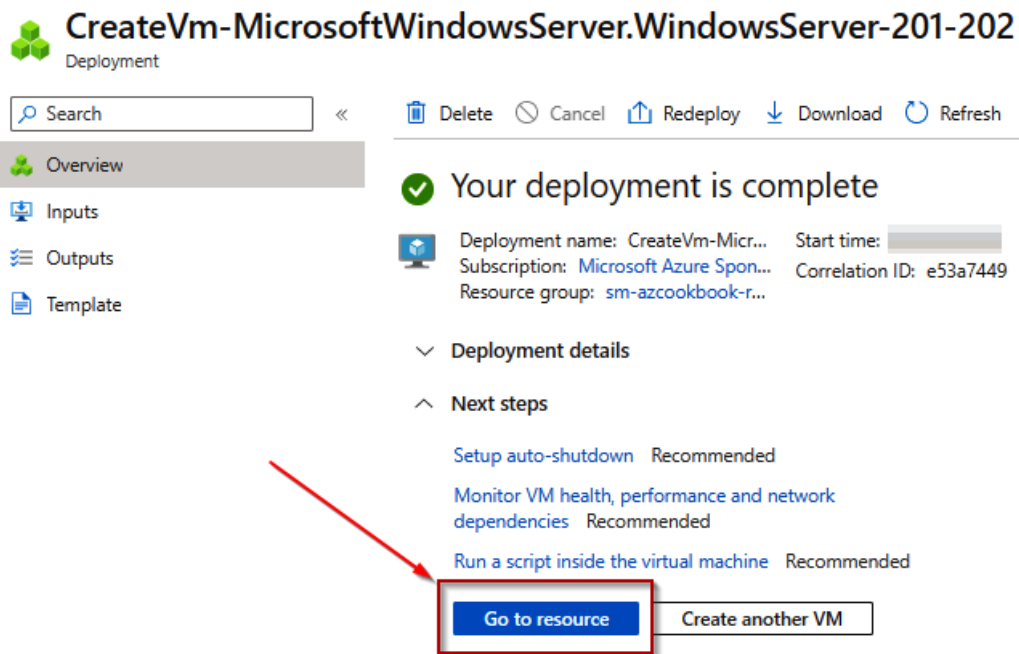 CreateVm-MicrosoftWindowsServer.WindowsServer-201-202
Deployment
Search
«
Delete
Cancel
Redeploy
Download
Refresh
Overview
Inputs
Outputs
Template
Your deployment is complete
Deployment name: CreateVm-Micr...
Start time:
Subscription: Microsoft Azure Spon...
Correlation ID: e53a7449
Resource group: sm-azcookbook-r...
Deployment details
Next steps
Setup auto-shutdown Recommended
Monitor VM health, performance and network
dependencies Recommended
Run a script inside the virtual machine Recommended
Go to resource
Create another VM